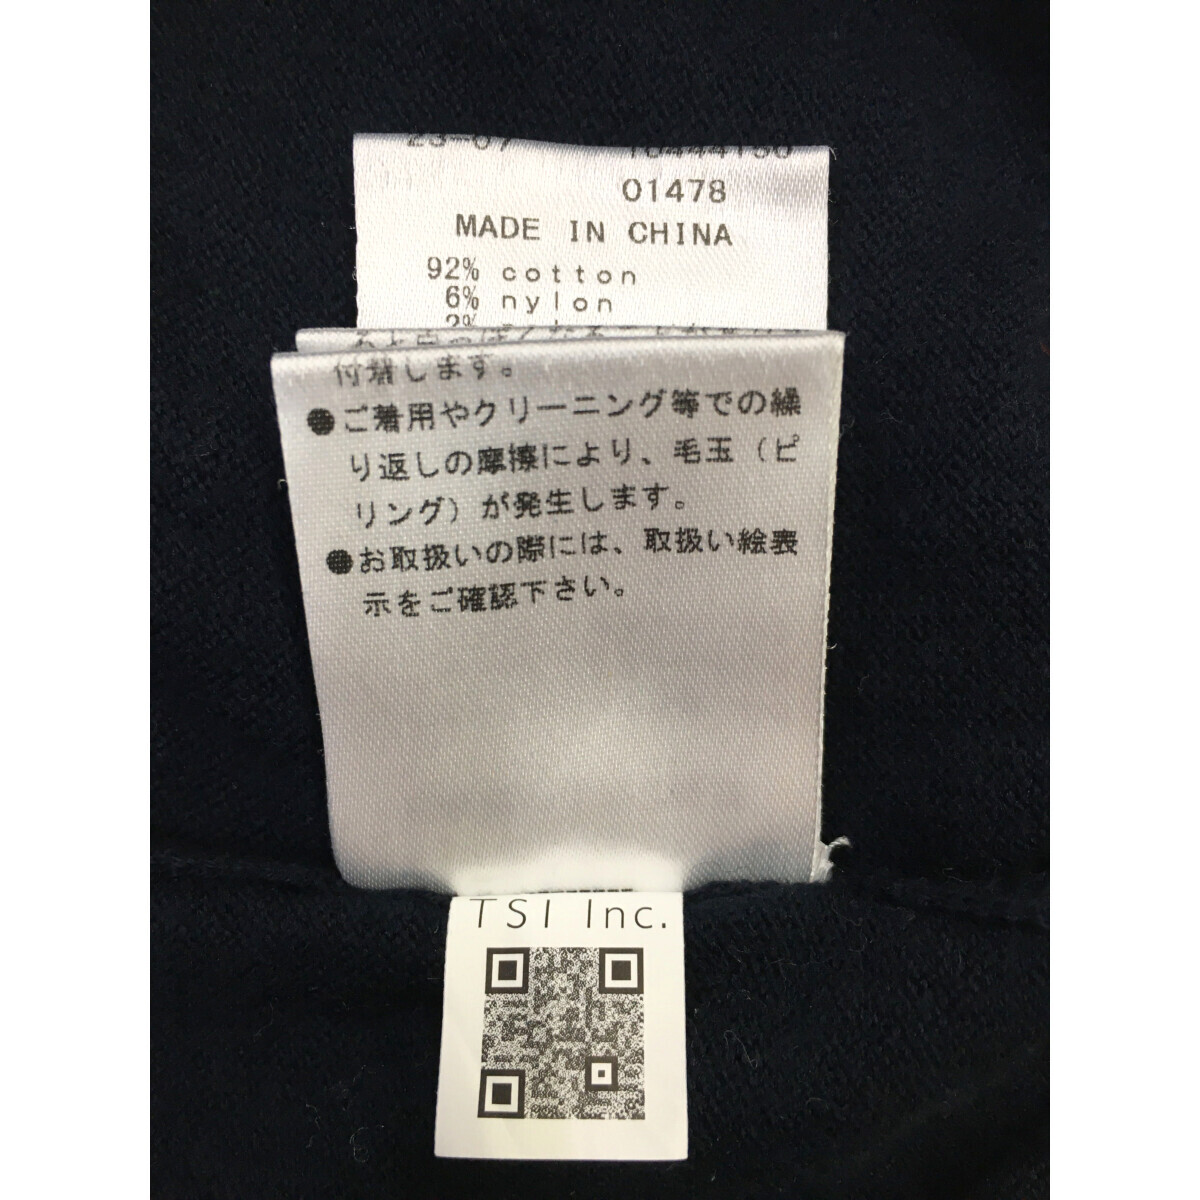 23-07
01478
MADE IN CHINA
92% cotton
6% nylon
2%
付着します。
●ご着用やクリーニング等での繰
り返しの摩擦により、毛玉（ピ
リング）が発生します。
●お取扱いの際には、取扱い絵表
示をご確認下さい。
TSI Inc.